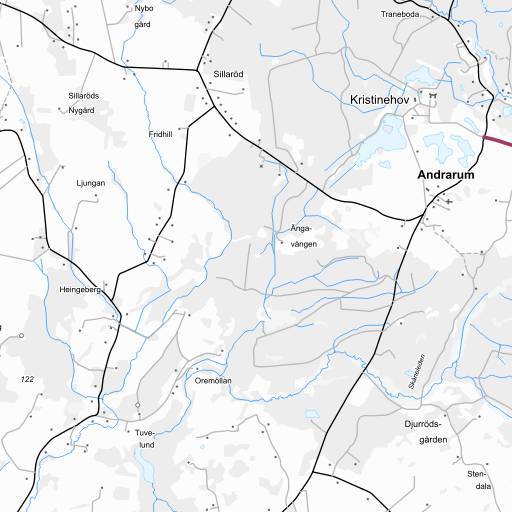 Nybo
gård
Traneboda
Sillaröd
Sillaröds
Nygård
Kristinehov
Fridhill
Andrarum
Ljungan
Änga-
vången
Heingeberg
Skåneleden
122
Oremöllan
Tuve-
lund
Djurröds-
gården
Sten-
dala